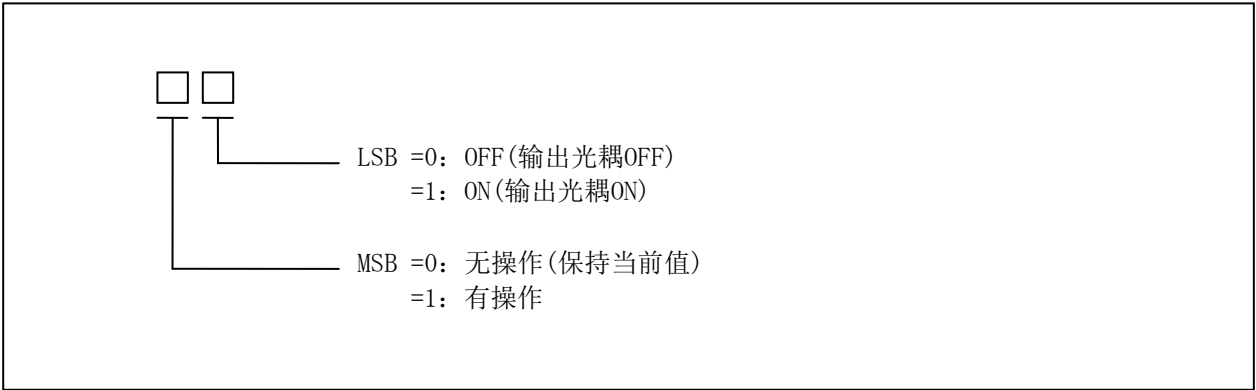 LSB =0：OFF(输出光耦OFF)
=1：ON(输出光耦ON)
MSB =0：无操作(保持当前值)
=1：有操作